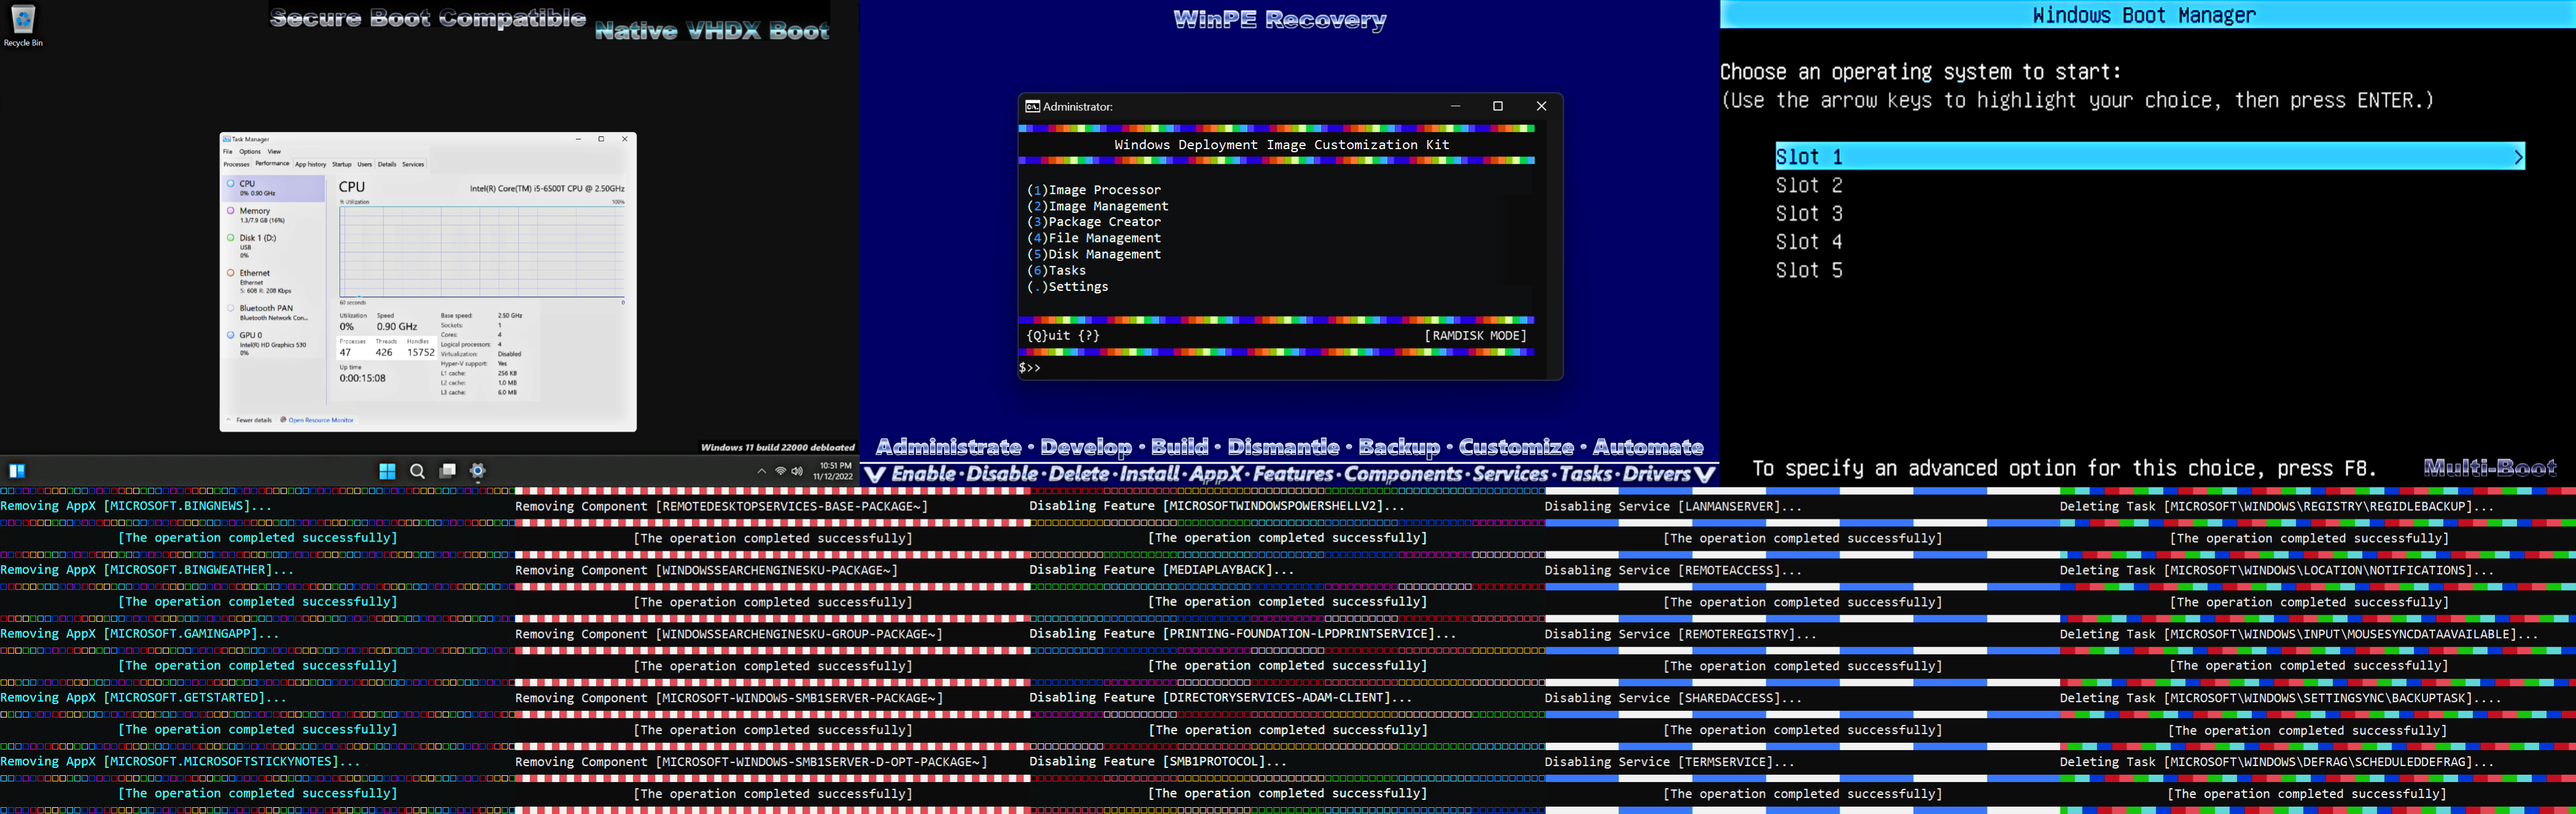 Recycle Bin
Secure Boot Compatible
Native VHDX Boot
Task Manager
File Options View
Processes Performance App history Startup Users Details Services
CPU
0% 0.90 GHz
Memory
1.3/7.9 GB (16%)
Disk 1 (D:)
USB
0%
Ethernet
Ethernet
S: 608 R: 208 Kbps
Bluetooth PAN
Bluetooth Network Con...
GPU 0
Intel(R) HD Graphics 530
0%
CPU Intel(R) Core(TM) i5-6500T CPU @ 2.50GHz
% Utilization 100%
60 seconds 0
Utilization Speed
0% 0.90 GHz
Processes Threads Handles
47 426 15752
Up time
0:00:15:08
Base speed: 2.50 GHz
Sockets: 1
Cores: 4
Logical processors: 4
Virtualization: Disabled
Hyper-V support: Yes
L1 cache: 256 KB
L2 cache: 1.0 MB
L3 cache: 6.0 MB
Fewer details Open Resource Monitor
Windows 11 build 22000 debloated
10:51 PM
11/12/2022
WinPE Recovery
Administrator:
Windows Deployment Image Customization Kit
(1)Image Processor
(2)Image Management
(3)Package Creator
(4)File Management
(5)Disk Management
(6)Tasks
(.)Settings
{Q}uit {?} [RAMDISK MODE]
$>>
Administrate · Develop · Build · Dismantle · Backup · Customize · Automate
Enable · Disable · Delete · Install · AppX · Features · Components · Services · Tasks · Drivers
Windows Boot Manager
Choose an operating system to start:
(Use the arrow keys to highlight your choice, then press ENTER.)
Slot 1 >
Slot 2
Slot 3
Slot 4
Slot 5
To specify an advanced option for this choice, press F8.
Multi-Boot
Removing AppX [MICROSOFT.BINGNEWS]...
[The operation completed successfully]
Removing AppX [MICROSOFT.BINGWEATHER]...
[The operation completed successfully]
Removing AppX [MICROSOFT.GAMINGAPP]...
[The operation completed successfully]
Removing AppX [MICROSOFT.GETSTARTED]...
[The operation completed successfully]
Removing AppX [MICROSOFT.MICROSOFTSTICKYNOTES]...
[The operation completed successfully]
Removing Component [REMOTEDESKTOPSERVICES-BASE-PACKAGE~]
[The operation completed successfully]
Removing Component [WINDOWSSEARCHENGINESKU-PACKAGE~]
[The operation completed successfully]
Removing Component [WINDOWSSEARCHENGINESKU-GROUP-PACKAGE~]
[The operation completed successfully]
Removing Component [MICROSOFT-WINDOWS-SMB1SERVER-PACKAGE~]
[The operation completed successfully]
Removing Component [MICROSOFT-WINDOWS-SMB1SERVER-D-OPT-PACKAGE~]
[The operation completed successfully]
Disabling Feature [MICROSOFTWINDOWSPOWERSHELLV2]...
[The operation completed successfully]
Disabling Feature [MEDIAPLAYBACK]...
[The operation completed successfully]
Disabling Feature [PRINTING-FOUNDATION-LPDPRINTSERVICE]...
[The operation completed successfully]
Disabling Feature [DIRECTORYSERVICES-ADAM-CLIENT]...
[The operation completed successfully]
Disabling Feature [SMB1PROTOCOL]...
[The operation completed successfully]
Disabling Service [LANMANSERVER]...
[The operation completed successfully]
Disabling Service [REMOTEACCESS]...
[The operation completed successfully]
Disabling Service [REMOTEREGISTRY]...
[The operation completed successfully]
Disabling Service [SHAREDACCESS]...
[The operation completed successfully]
Disabling Service [TERMSERVICE]...
[The operation completed successfully]
Deleting Task [MICROSOFT\WINDOWS\REGISTRY\REGIDLEBACKUP]...
[The operation completed successfully]
Deleting Task [MICROSOFT\WINDOWS\LOCATION\NOTIFICATIONS]...
[The operation completed successfully]
Deleting Task [MICROSOFT\WINDOWS\INPUT\MOUSESYNCDATAAVAILABLE]...
[The operation completed successfully]
Deleting Task [MICROSOFT\WINDOWS\SETTINGSYNC\BACKUPTASK]....
[The operation completed successfully]
Deleting Task [MICROSOFT\WINDOWS\DEFRAG\SCHEDULEDDEFRAG]...
[The operation completed successfully]